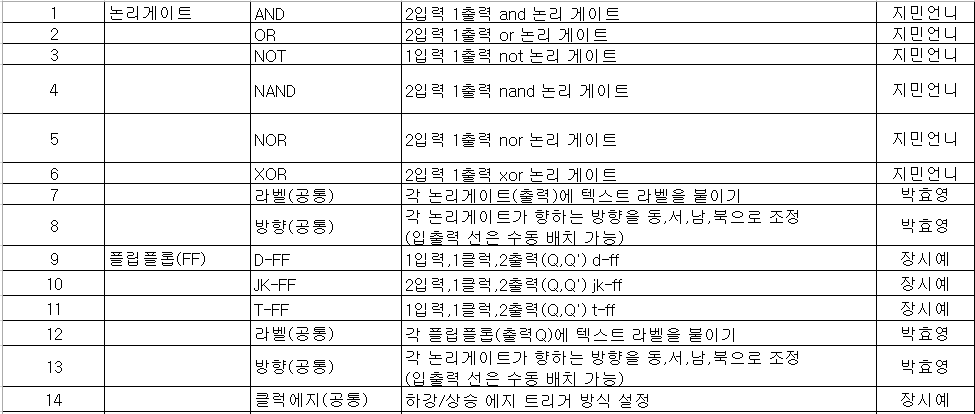 1 논리게이트 AND 2입력 1출력 and 논리 게이트 지민언니
2 OR 2입력 1출력 or 논리 게이트 지민언니
3 NOT 1입력 1출력 not 논리 게이트 지민언니
4 NAND 2입력 1출력 nand 논리 게이트 지민언니
5 NOR 2입력 1출력 nor 논리 게이트 지민언니
6 XOR 2입력 1출력 xor 논리 게이트 지민언니
7 라벨(공통) 각 논리게이트(출력)에 텍스트 라벨을 붙이기 박효영
8 방향(공통) 각 논리게이트가 향하는 방향을 동,서,남,북으로 조정
(입출력 선은 수동 배치 가능) 박효영
9 플립플롭(FF) D-FF 1입력,1클럭,2출력(Q,Q') d-ff 장시예
10 JK-FF 2입력,1클럭,2출력(Q,Q') jk-ff 장시예
11 T-FF 1입력,1클럭,2출력(Q,Q') t-ff 장시예
12 라벨(공통) 각 플립플롭(출력Q)에 텍스트 라벨을 붙이기 박효영
13 방향(공통) 각 논리게이트가 향하는 방향을 동,서,남,북으로 조정
(입출력 선은 수동 배치 가능) 박효영
14 클럭에지(공통) 하강/상승 에지 트리거 방식 설정 장시예